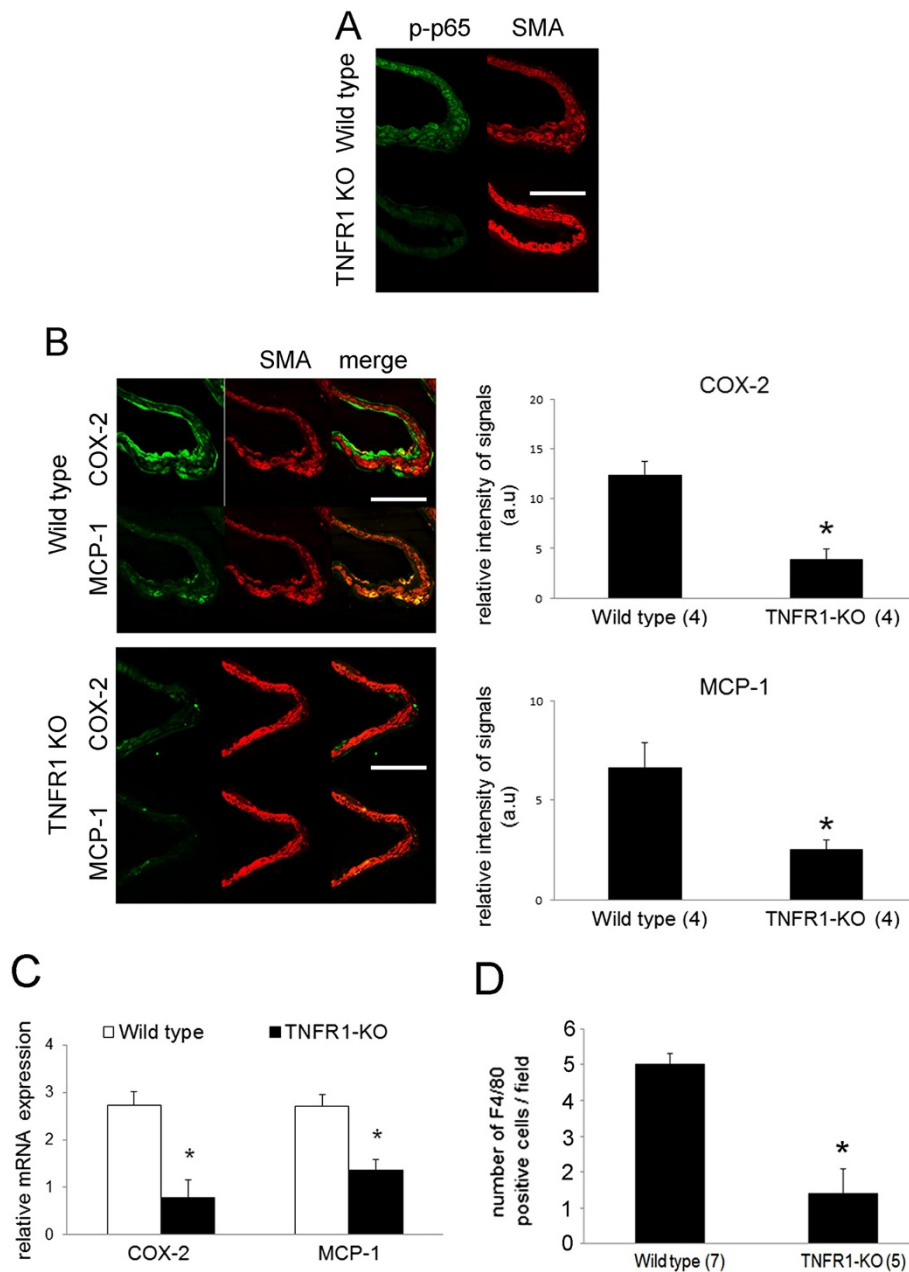 A
p-p65 SMA
Wild type
TNFR1 KO
B
SMA merge
Wild type
COX-2
MCP-1
TNFR1 KO
COX-2
MCP-1
COX-2
relative intensity of signals
(a.u)
20
15
10
5
0
Wild type (4) TNFR1-KO (4)
*
MCP-1
relative intensity of signals
(a.u)
10
5
0
Wild type (4) TNFR1-KO (4)
*
C
Wild type TNFR1-KO
relative mRNA expression
4
3
2
1
0
* *
COX-2 MCP-1
D
number of F4/80
positive cells / field
6
5
4
3
2
1
0
*
Wild type (7) TNFR1-KO (5)